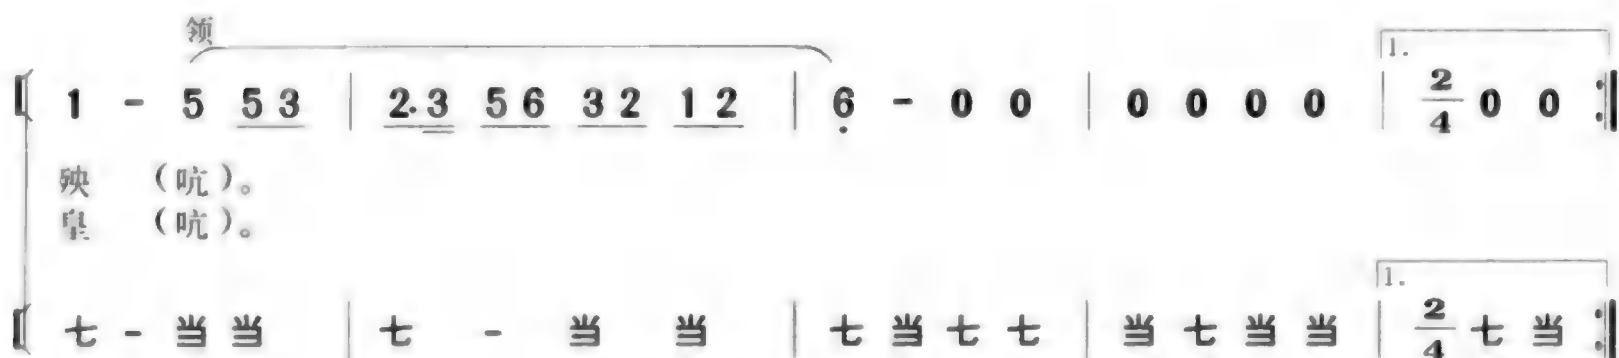 领
1.
1 - 5 53 | 2.3 56 32 12 | 6 - 0 0 | 0 0 0 0 | 2/4 0 0
殃 （吭）。
皇 （吭）。
1.
七 - 当 当 | 七 - 当 当 | 七 当 七 七 | 当 七 当 当 | 2/4 七 当